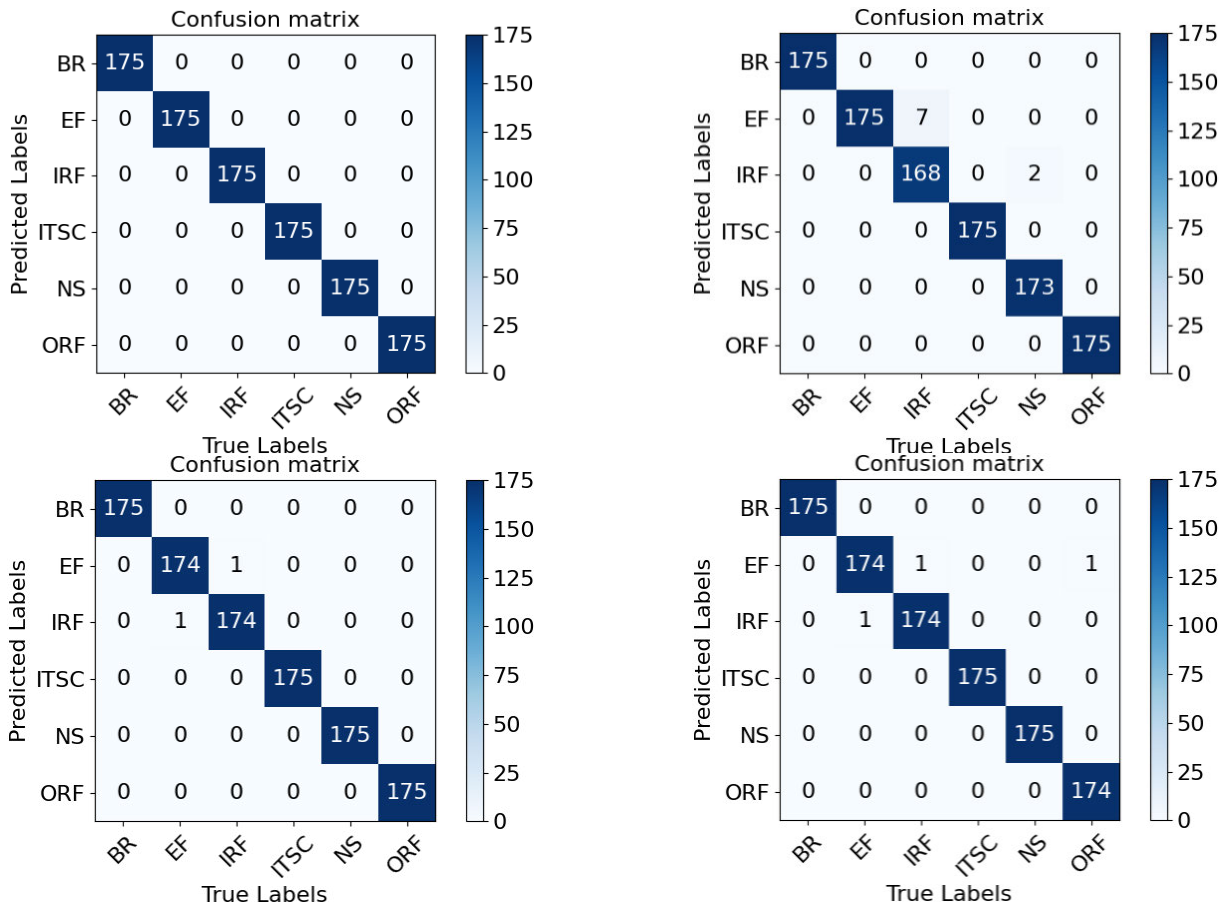 Confusion matrix
Predicted Labels
BR 175 0 0 0 0 0
EF 0 175 0 0 0 0
IRF 0 0 175 0 0 0
ITSC 0 0 0 175 0 0
NS 0 0 0 0 175 0
ORF 0 0 0 0 0 175
BR EF IRF ITSC NS ORF
True Labels
175
150
125
100
75
50
25
0
Confusion matrix
Predicted Labels
BR 175 0 0 0 0 0
EF 0 175 7 0 0 0
IRF 0 0 168 0 2 0
ITSC 0 0 0 175 0 0
NS 0 0 0 0 173 0
ORF 0 0 0 0 0 175
BR EF IRF ITSC NS ORF
True Labels
175
150
125
100
75
50
25
0
Confusion matrix
Predicted Labels
BR 175 0 0 0 0 0
EF 0 174 1 0 0 0
IRF 0 1 174 0 0 0
ITSC 0 0 0 175 0 0
NS 0 0 0 0 175 0
ORF 0 0 0 0 0 175
BR EF IRF ITSC NS ORF
True Labels
175
150
125
100
75
50
25
0
Confusion matrix
Predicted Labels
BR 175 0 0 0 0 0
EF 0 174 1 0 0 1
IRF 0 1 174 0 0 0
ITSC 0 0 0 175 0 0
NS 0 0 0 0 175 0
ORF 0 0 0 0 0 174
BR EF IRF ITSC NS ORF
True Labels
175
150
125
100
75
50
25
0